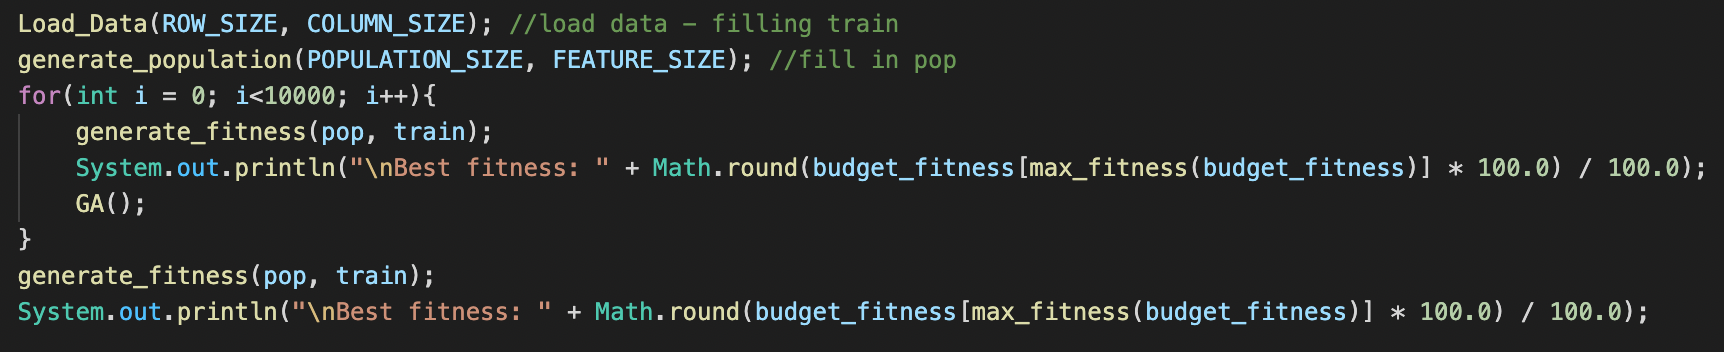 Load_Data(ROW_SIZE, COLUMN_SIZE); //load data - filling train
generate_population(POPULATION_SIZE, FEATURE_SIZE); //fill in pop
for(int i = 0; i<10000; i++){
    generate_fitness(pop, train);
    System.out.println("\nBest fitness: " + Math.round(budget_fitness[max_fitness(budget_fitness)] * 100.0) / 100.0);
    GA();
}
generate_fitness(pop, train);
System.out.println("\nBest fitness: " + Math.round(budget_fitness[max_fitness(budget_fitness)] * 100.0) / 100.0);